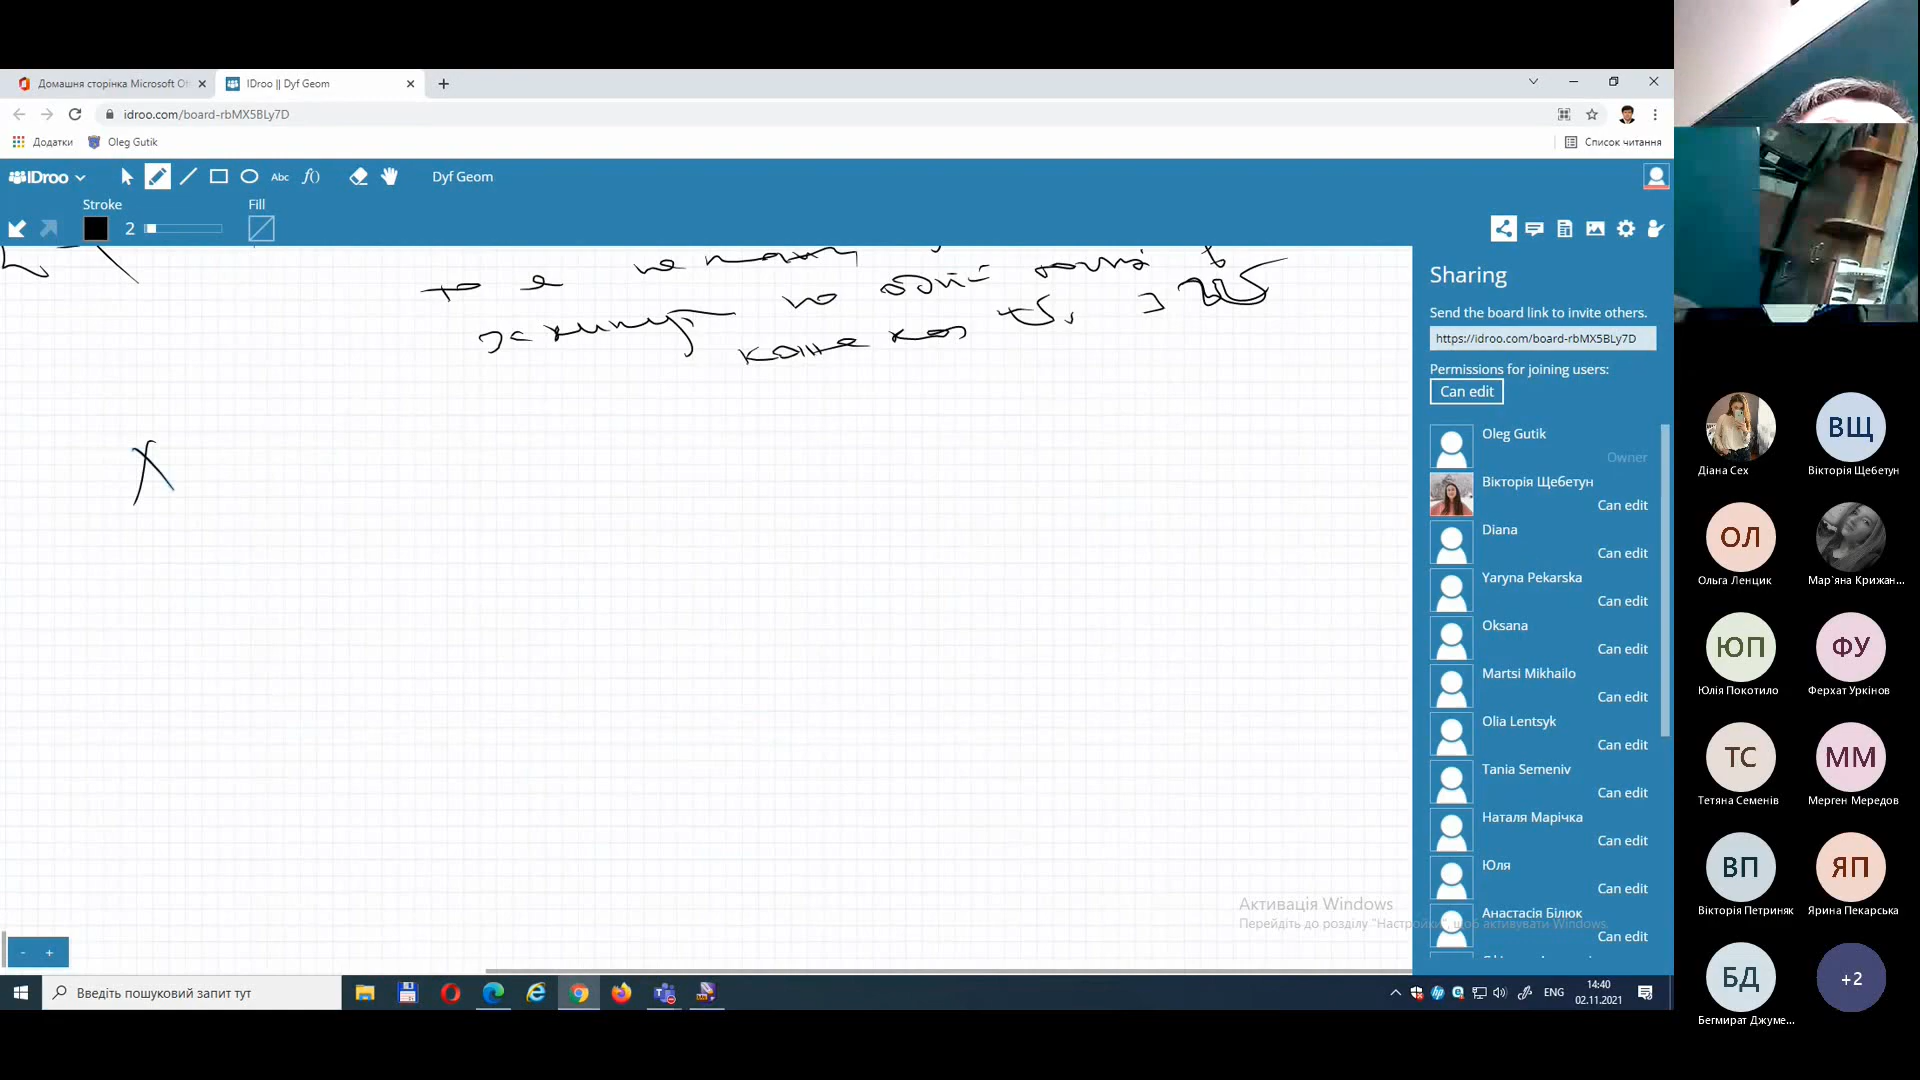 Домашня сторінка Microsoft Of
IDroo || Dyf Geom
idroo.com/board-rbMX5BLy7D
Додатки
Oleg Gutik
Список читання
IDroo
Abc
f()
Dyf Geom
Stroke
Fill
2
то я не
по одній
Sharing
Send the board link to invite others.
https://idroo.com/board-rbMX5BLy7D
Permissions for joining users:
Can edit
Oleg Gutik
Owner
Вікторія Щебетун
Can edit
Diana
Can edit
Yaryna Pekarska
Can edit
Oksana
Can edit
Martsi Mikhailo
Can edit
Olia Lentsyk
Can edit
Tania Semeniv
Can edit
Наталя Марічка
Can edit
Юля
Can edit
Анастасія Білюк
Can edit
Активація Windows
Перейдіть до розділу "Настройки", щоб активувати Windows.
- +
Введіть пошуковий запит тут
ENG
14:40
02.11.2021
Діана Сех
ВЩ
Вікторія Щебетун
ОЛ
Ольга Ленцик
Мар`яна Крижан...
ЮП
Юлія Покотило
ФУ
Ферхат Уркінов
ТС
Тетяна Семенів
ММ
Мерген Мередов
ВП
Вікторія Петриняк
ЯП
Ярина Пекарська
БД
Бегмират Джуме...
+2